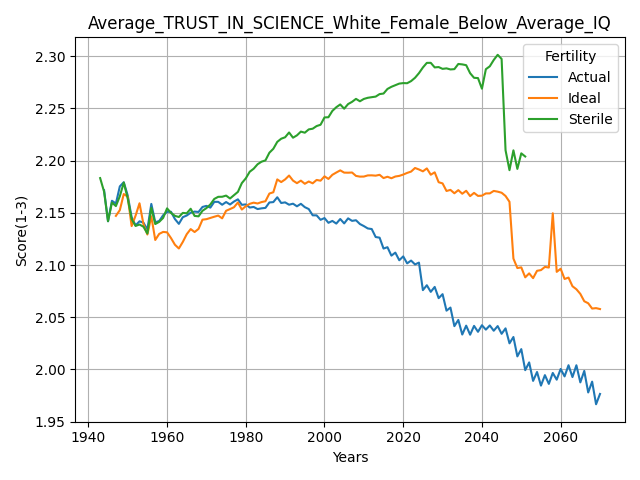 Average_TRUST_IN_SCIENCE_White_Female_Below_Average_IQ
Fertility
Actual
Ideal
Sterile
Score(1-3)
2.30
2.25
2.20
2.15
2.10
2.05
2.00
1.95
1940
1960
1980
2000
2020
2040
2060
Years